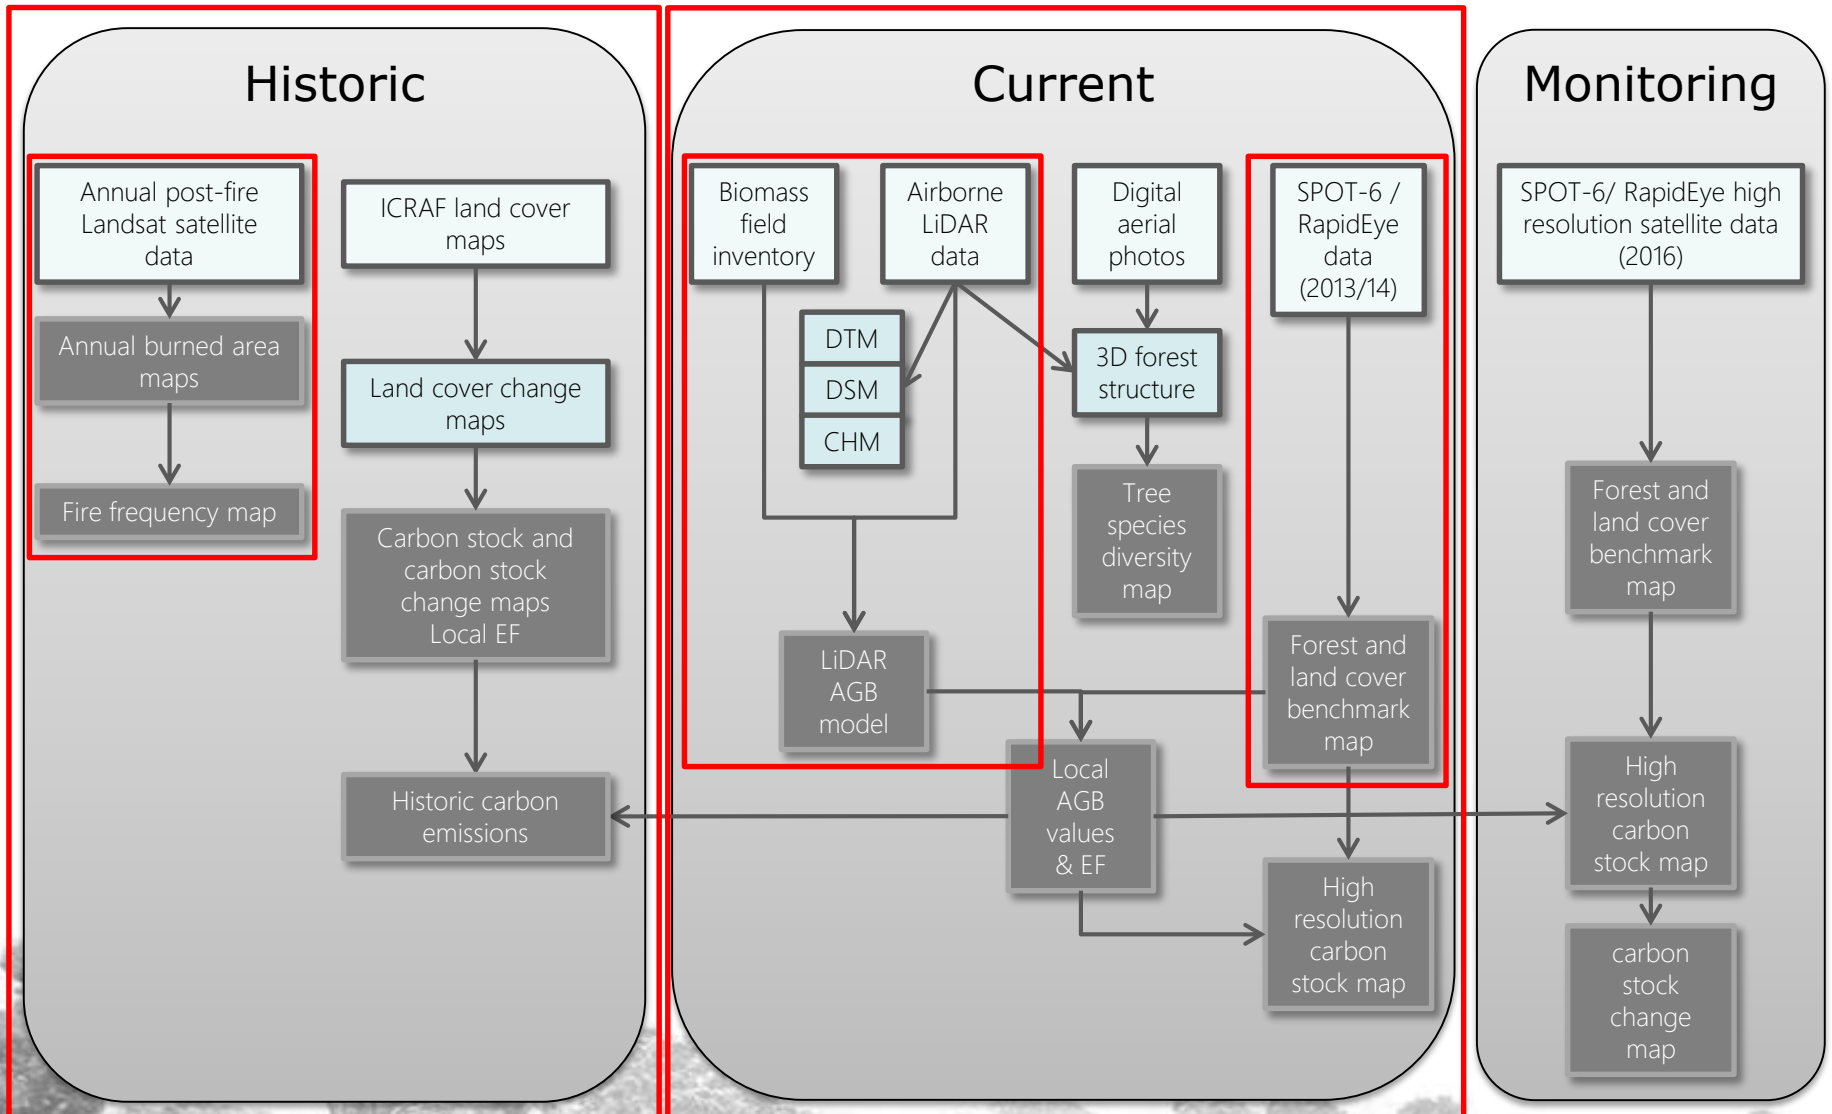 Historic
Annual post-fire
Landsat satellite
data
Annual burned area
maps
Fire frequency map
ICRAF land cover
maps
Land cover change
maps
Carbon stock and
carbon stock
change maps
Local EF
Historic carbon
emissions
Current
Biomass
field
inventory
Airborne
LiDAR
data
DTM
DSM
CHM
LiDAR
AGB
model
Digital
aerial
photos
3D forest
structure
Tree
species
diversity
map
SPOT-6 /
RapidEye
data
(2013/14)
Forest and
land cover
benchmark
map
Local
AGB
values
& EF
High
resolution
carbon
stock map
Monitoring
SPOT-6/ RapidEye high
resolution satellite data
(2016)
Forest and
land cover
benchmark
map
High
resolution
carbon
stock map
carbon
stock
change
map